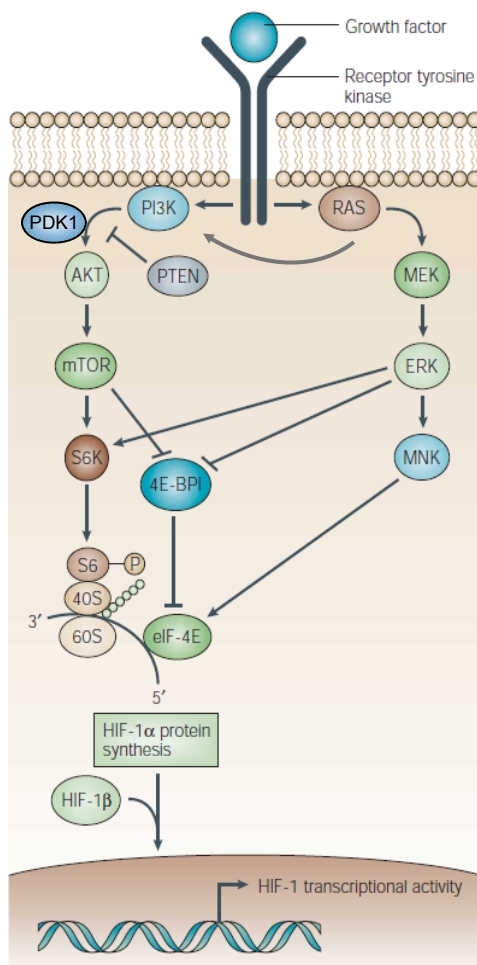 Growth factor
Receptor tyrosine
kinase
PDK1
PI3K
RAS
AKT
PTEN
MEK
mTOR
ERK
S6K
4E-BPI
MNK
S6
P
40S
3′
60S
eIF-4E
5′
HIF-1α protein
synthesis
HIF-1β
HIF-1 transcriptional activity